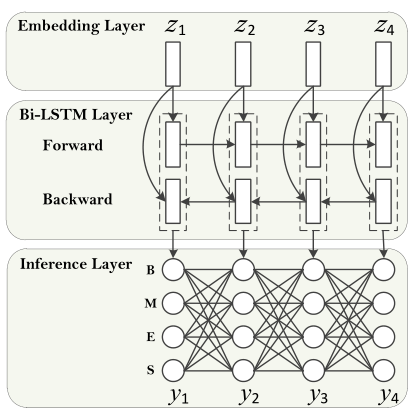 Embedding Layer z1 z2 z3 z4
Bi-LSTM Layer
Forward
Backward
Inference Layer
B
M
E
S
y1 y2 y3 y4